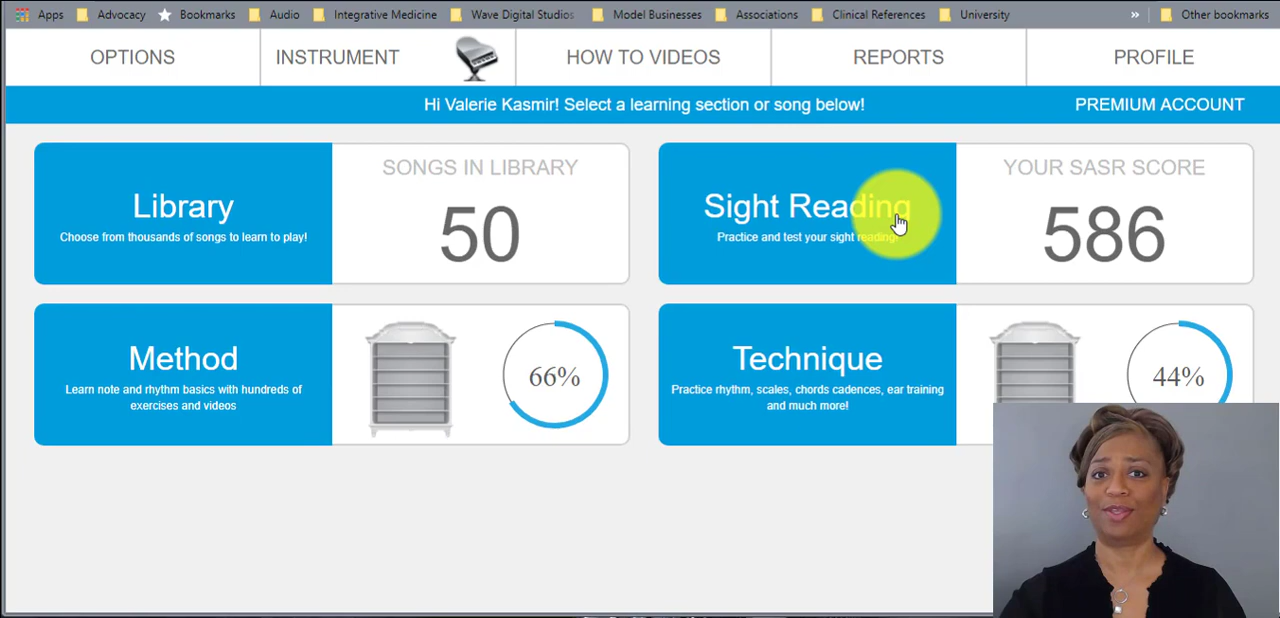 Apps Advocacy Bookmarks Audio Integrative Medicine Wave Digital Studios Model Businesses Associations Clinical References University » Other bookmarks
OPTIONS INSTRUMENT HOW TO VIDEOS REPORTS PROFILE
Hi Valerie Kasmir! Select a learning section or song below! PREMIUM ACCOUNT
Library
Choose from thousands of songs to learn to play!
SONGS IN LIBRARY
50
Sight Reading
Practice and test your sight reading!
YOUR SASR SCORE
586
Method
Learn note and rhythm basics with hundreds of
exercises and videos
66%
Technique
Practice rhythm, scales, chords cadences, ear training
and much more!
44%